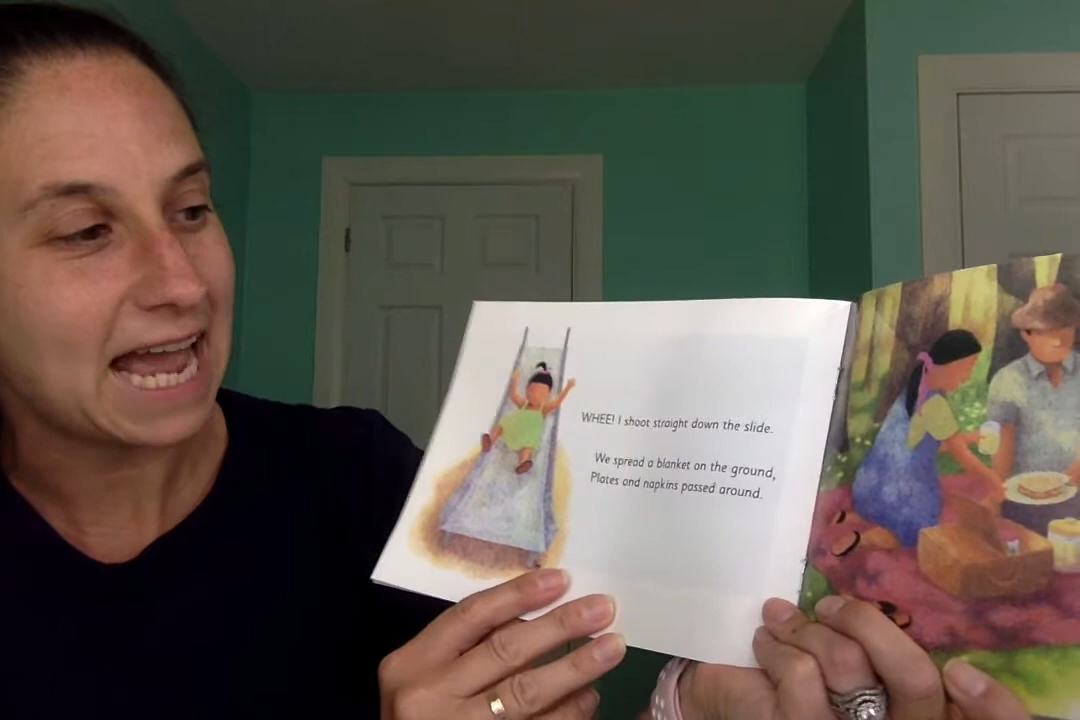 WHEE! I shoot straight down the slide.
We spread a blanket on the ground,
Plates and napkins passed around.